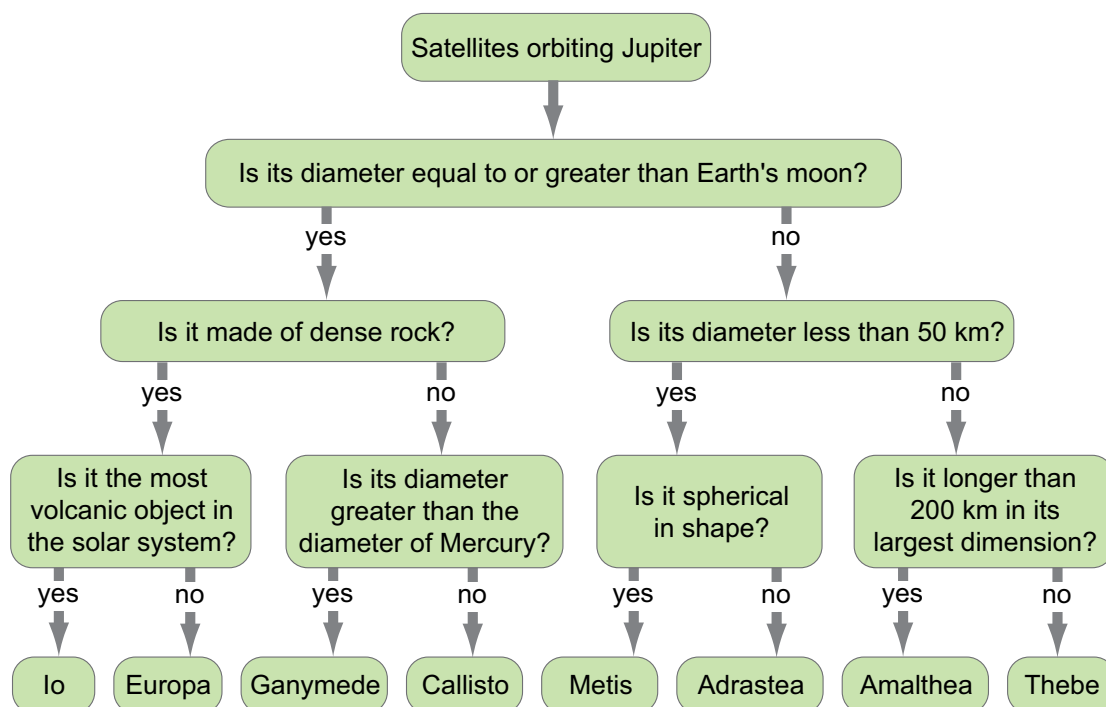 Satellites orbiting Jupiter
Is its diameter equal to or greater than Earth's moon?
yes
no
Is it made of dense rock?
Is its diameter less than 50 km?
yes
no
yes
no
Is it the most
volcanic object in
the solar system?
Is its diameter
greater than the
diameter of Mercury?
Is it spherical
in shape?
Is it longer than
200 km in its
largest dimension?
yes
no
yes
no
yes
no
yes
no
Io
Europa
Ganymede
Callisto
Metis
Adrastea
Amalthea
Thebe